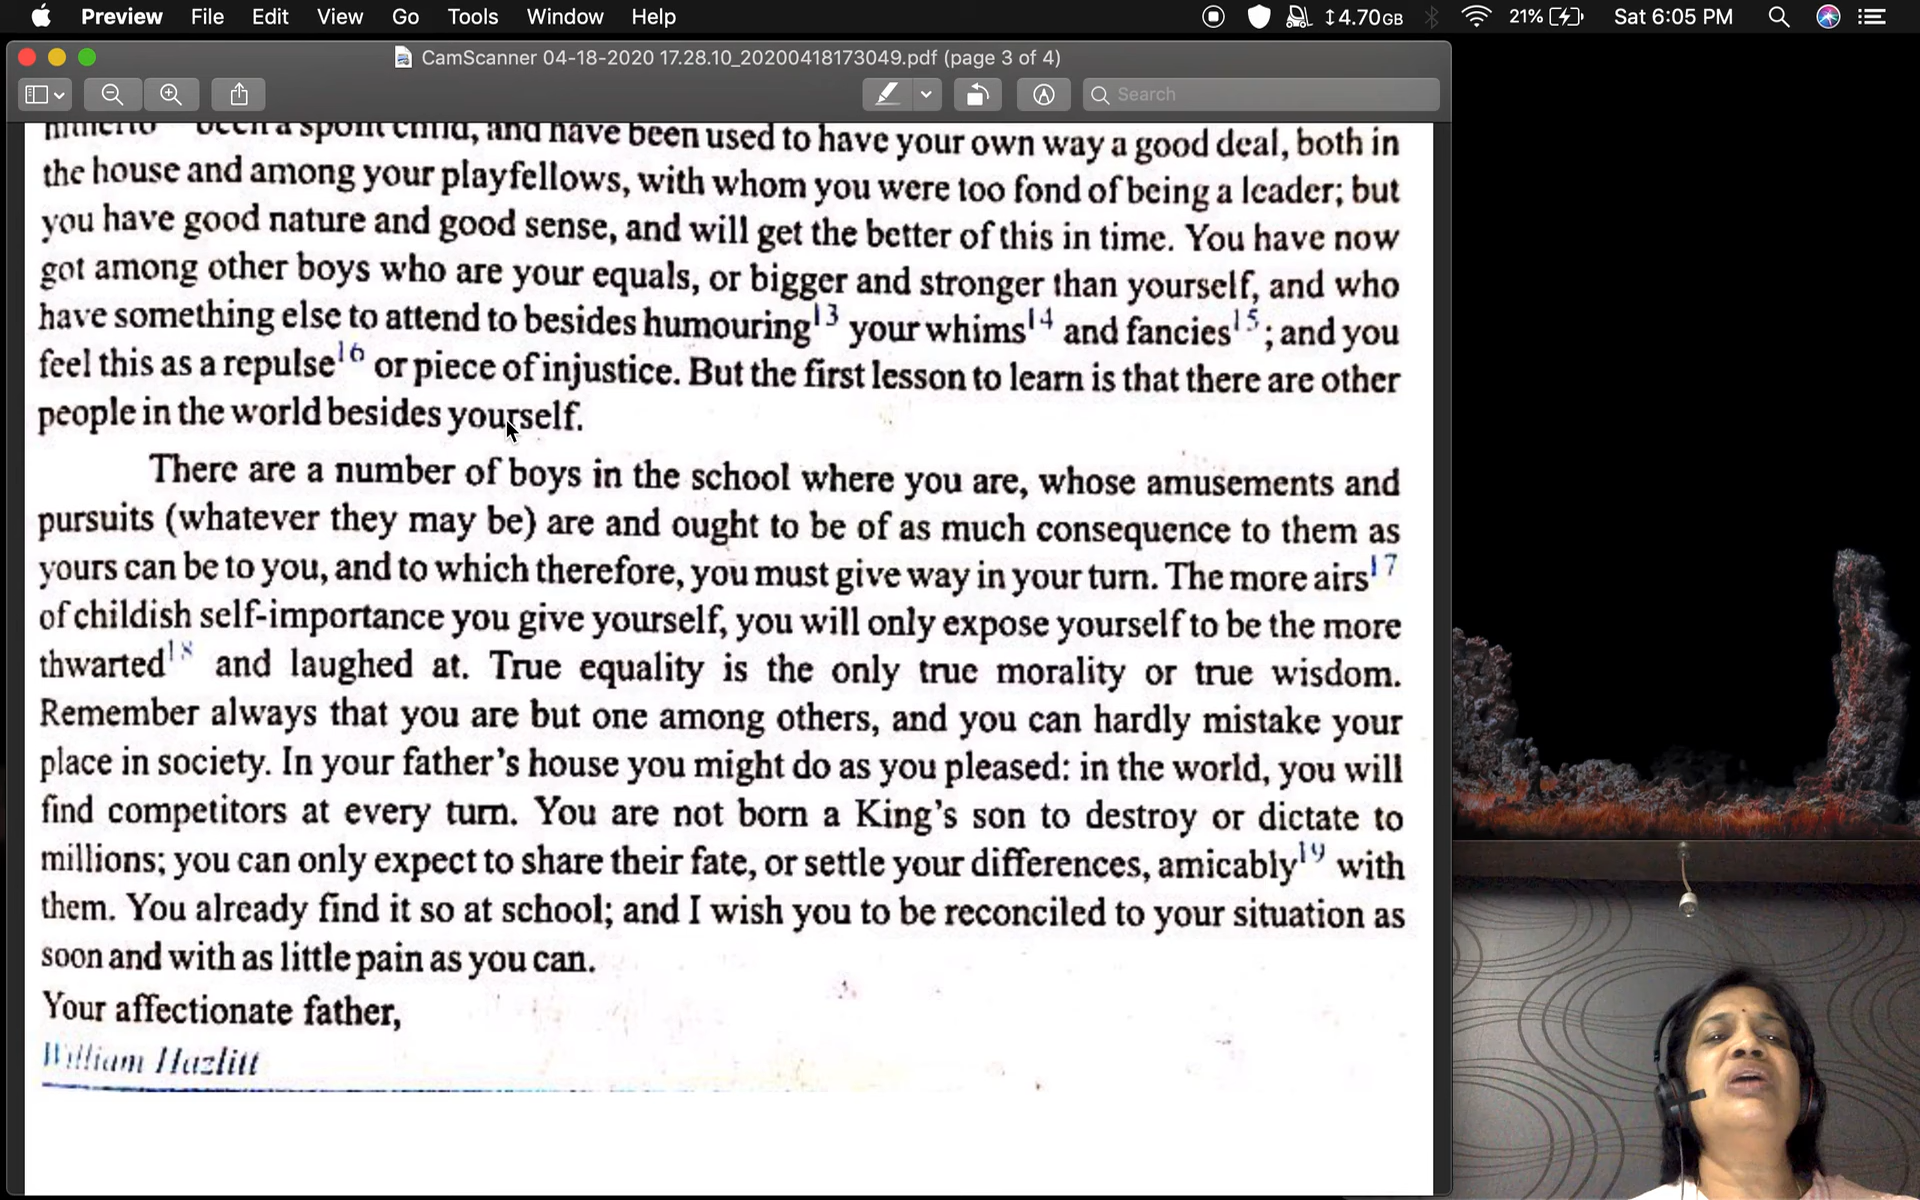 Preview File Edit View Go Tools Window Help 4.70GB 21% Sat 6:05 PM
CamScanner 04-18-2020 17.28.10_20200418173049.pdf (page 3 of 4)
Search
hitherto been a spoilt child, and have been used to have your own way a good deal, both in
the house and among your playfellows, with whom you were too fond of being a leader; but
you have good nature and good sense, and will get the better of this in time. You have now
got among other boys who are your equals, or bigger and stronger than yourself, and who
have something else to attend to besides humouring13 your whims14 and fancies15; and you
feel this as a repulse16 or piece of injustice. But the first lesson to learn is that there are other
people in the world besides yourself.
There are a number of boys in the school where you are, whose amusements and
pursuits (whatever they may be) are and ought to be of as much consequence to them as
yours can be to you, and to which therefore, you must give way in your turn. The more airs17
of childish self-importance you give yourself, you will only expose yourself to be the more
thwarted18 and laughed at. True equality is the only true morality or true wisdom.
Remember always that you are but one among others, and you can hardly mistake your
place in society. In your father's house you might do as you pleased: in the world, you will
find competitors at every turn. You are not born a King's son to destroy or dictate to
millions; you can only expect to share their fate, or settle your differences, amicably19 with
them. You already find it so at school; and I wish you to be reconciled to your situation as
soon and with as little pain as you can.
Your affectionate father,
William Hazlitt